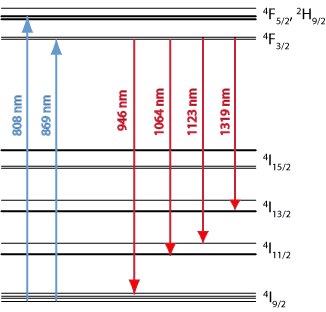 ⁴F₅/₂, ²H₉/₂
⁴F₃/₂
808 nm
869 nm
946 nm
1064 nm
1123 nm
1319 nm
⁴I₁₅/₂
⁴I₁₃/₂
⁴I₁₁/₂
⁴I₉/₂